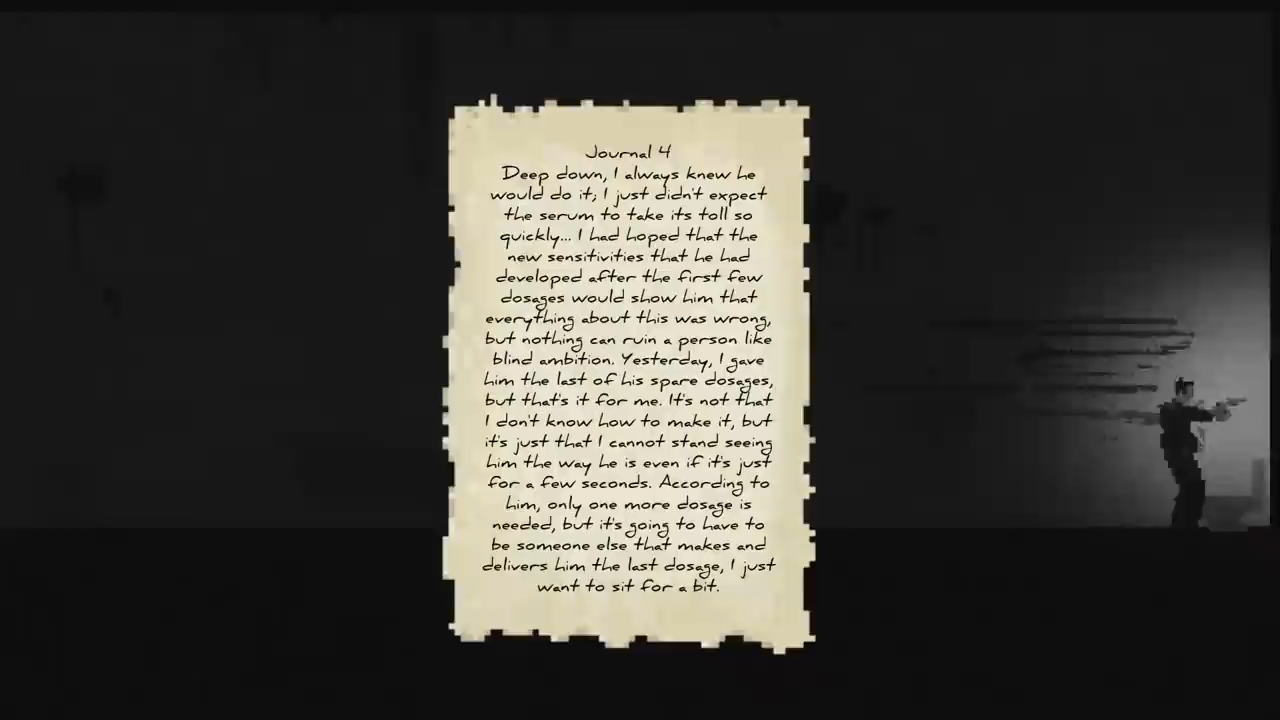 Journal 4
Deep down, I always knew he
would do it; I just didn't expect
the serum to take its toll so
quickly... I had hoped that the
new sensitivities that he had
developed after the first few
dosages would show him that
everything about this was wrong,
but nothing can ruin a person like
blind ambition. Yesterday, I gave
him the last of his spare dosages,
but that's it for me. It's not that
I don't know how to make it, but
it's just that I cannot stand seeing
him the way he is even if it's just
for a few seconds. According to
him, only one more dosage is
needed, but it's going to have to
be someone else that makes and
delivers him the last dosage, I just
want to sit for a bit.